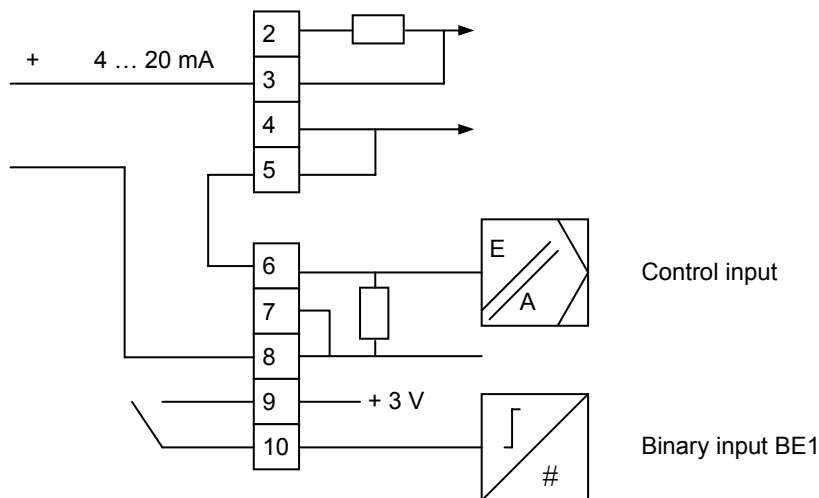 2
+ 4 … 20 mA
3
4
5
6
E
A
Control input
7
8
9
+ 3 V
10
#
Binary input BE1